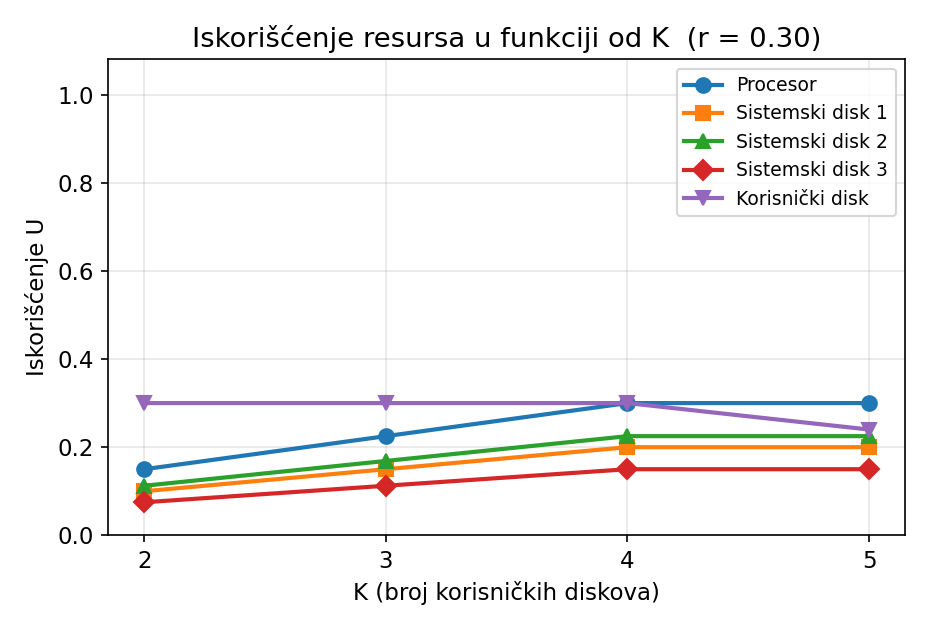 Iskorišćenje resursa u funkciji od K  (r = 0.30)
Iskorišćenje U
1.0
0.8
0.6
0.4
0.2
0.0
Procesor
Sistemski disk 1
Sistemski disk 2
Sistemski disk 3
Korisnički disk
2 3 4 5
K (broj korisničkih diskova)